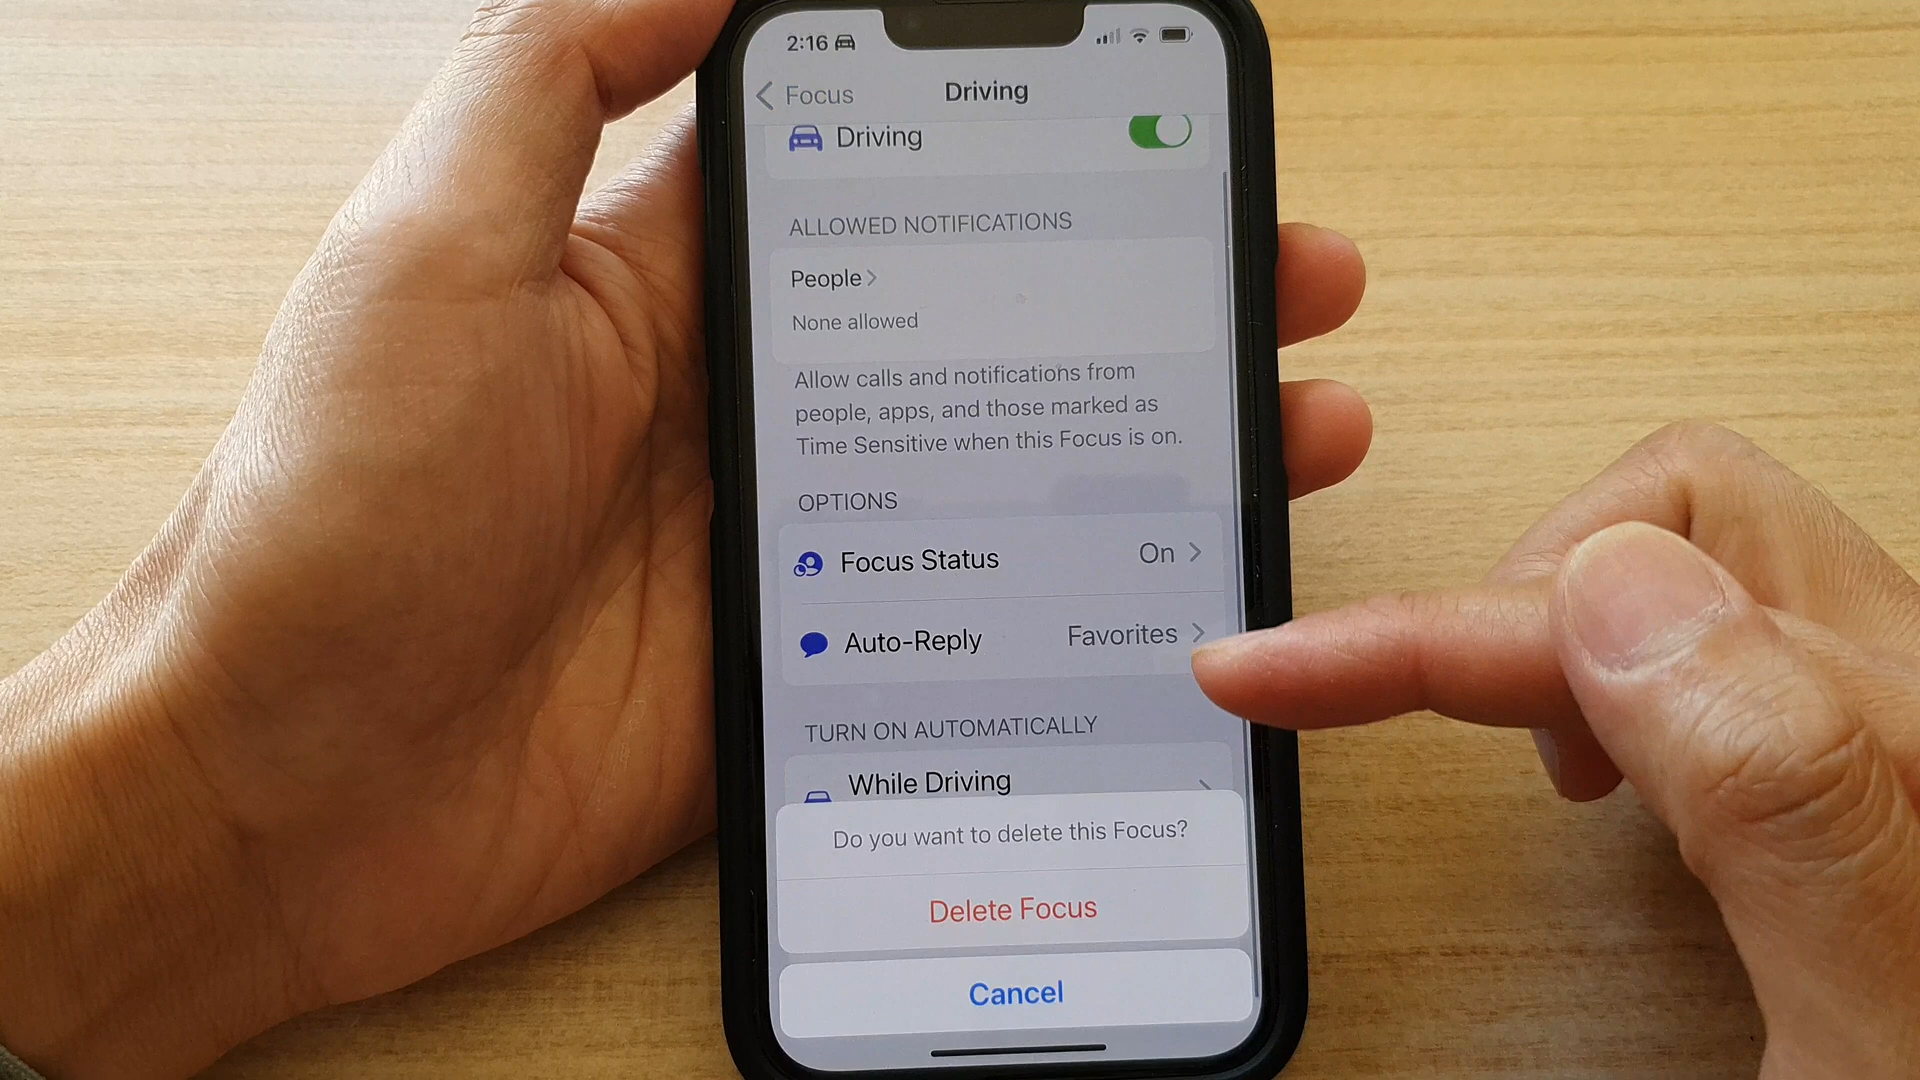 2:16
Focus
Driving
Driving
ALLOWED NOTIFICATIONS
People
None allowed
Allow calls and notifications from
people, apps, and those marked as
Time Sensitive when this Focus is on.
OPTIONS
Focus Status On
Auto-Reply Favorites
TURN ON AUTOMATICALLY
While Driving
Do you want to delete this Focus?
Delete Focus
Cancel